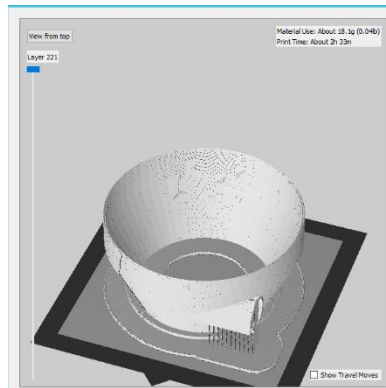 View from top
Material Use: About 18.1g (0.04b)
Print Time: About 2h 33m
Layer 221
Show Travel Moves